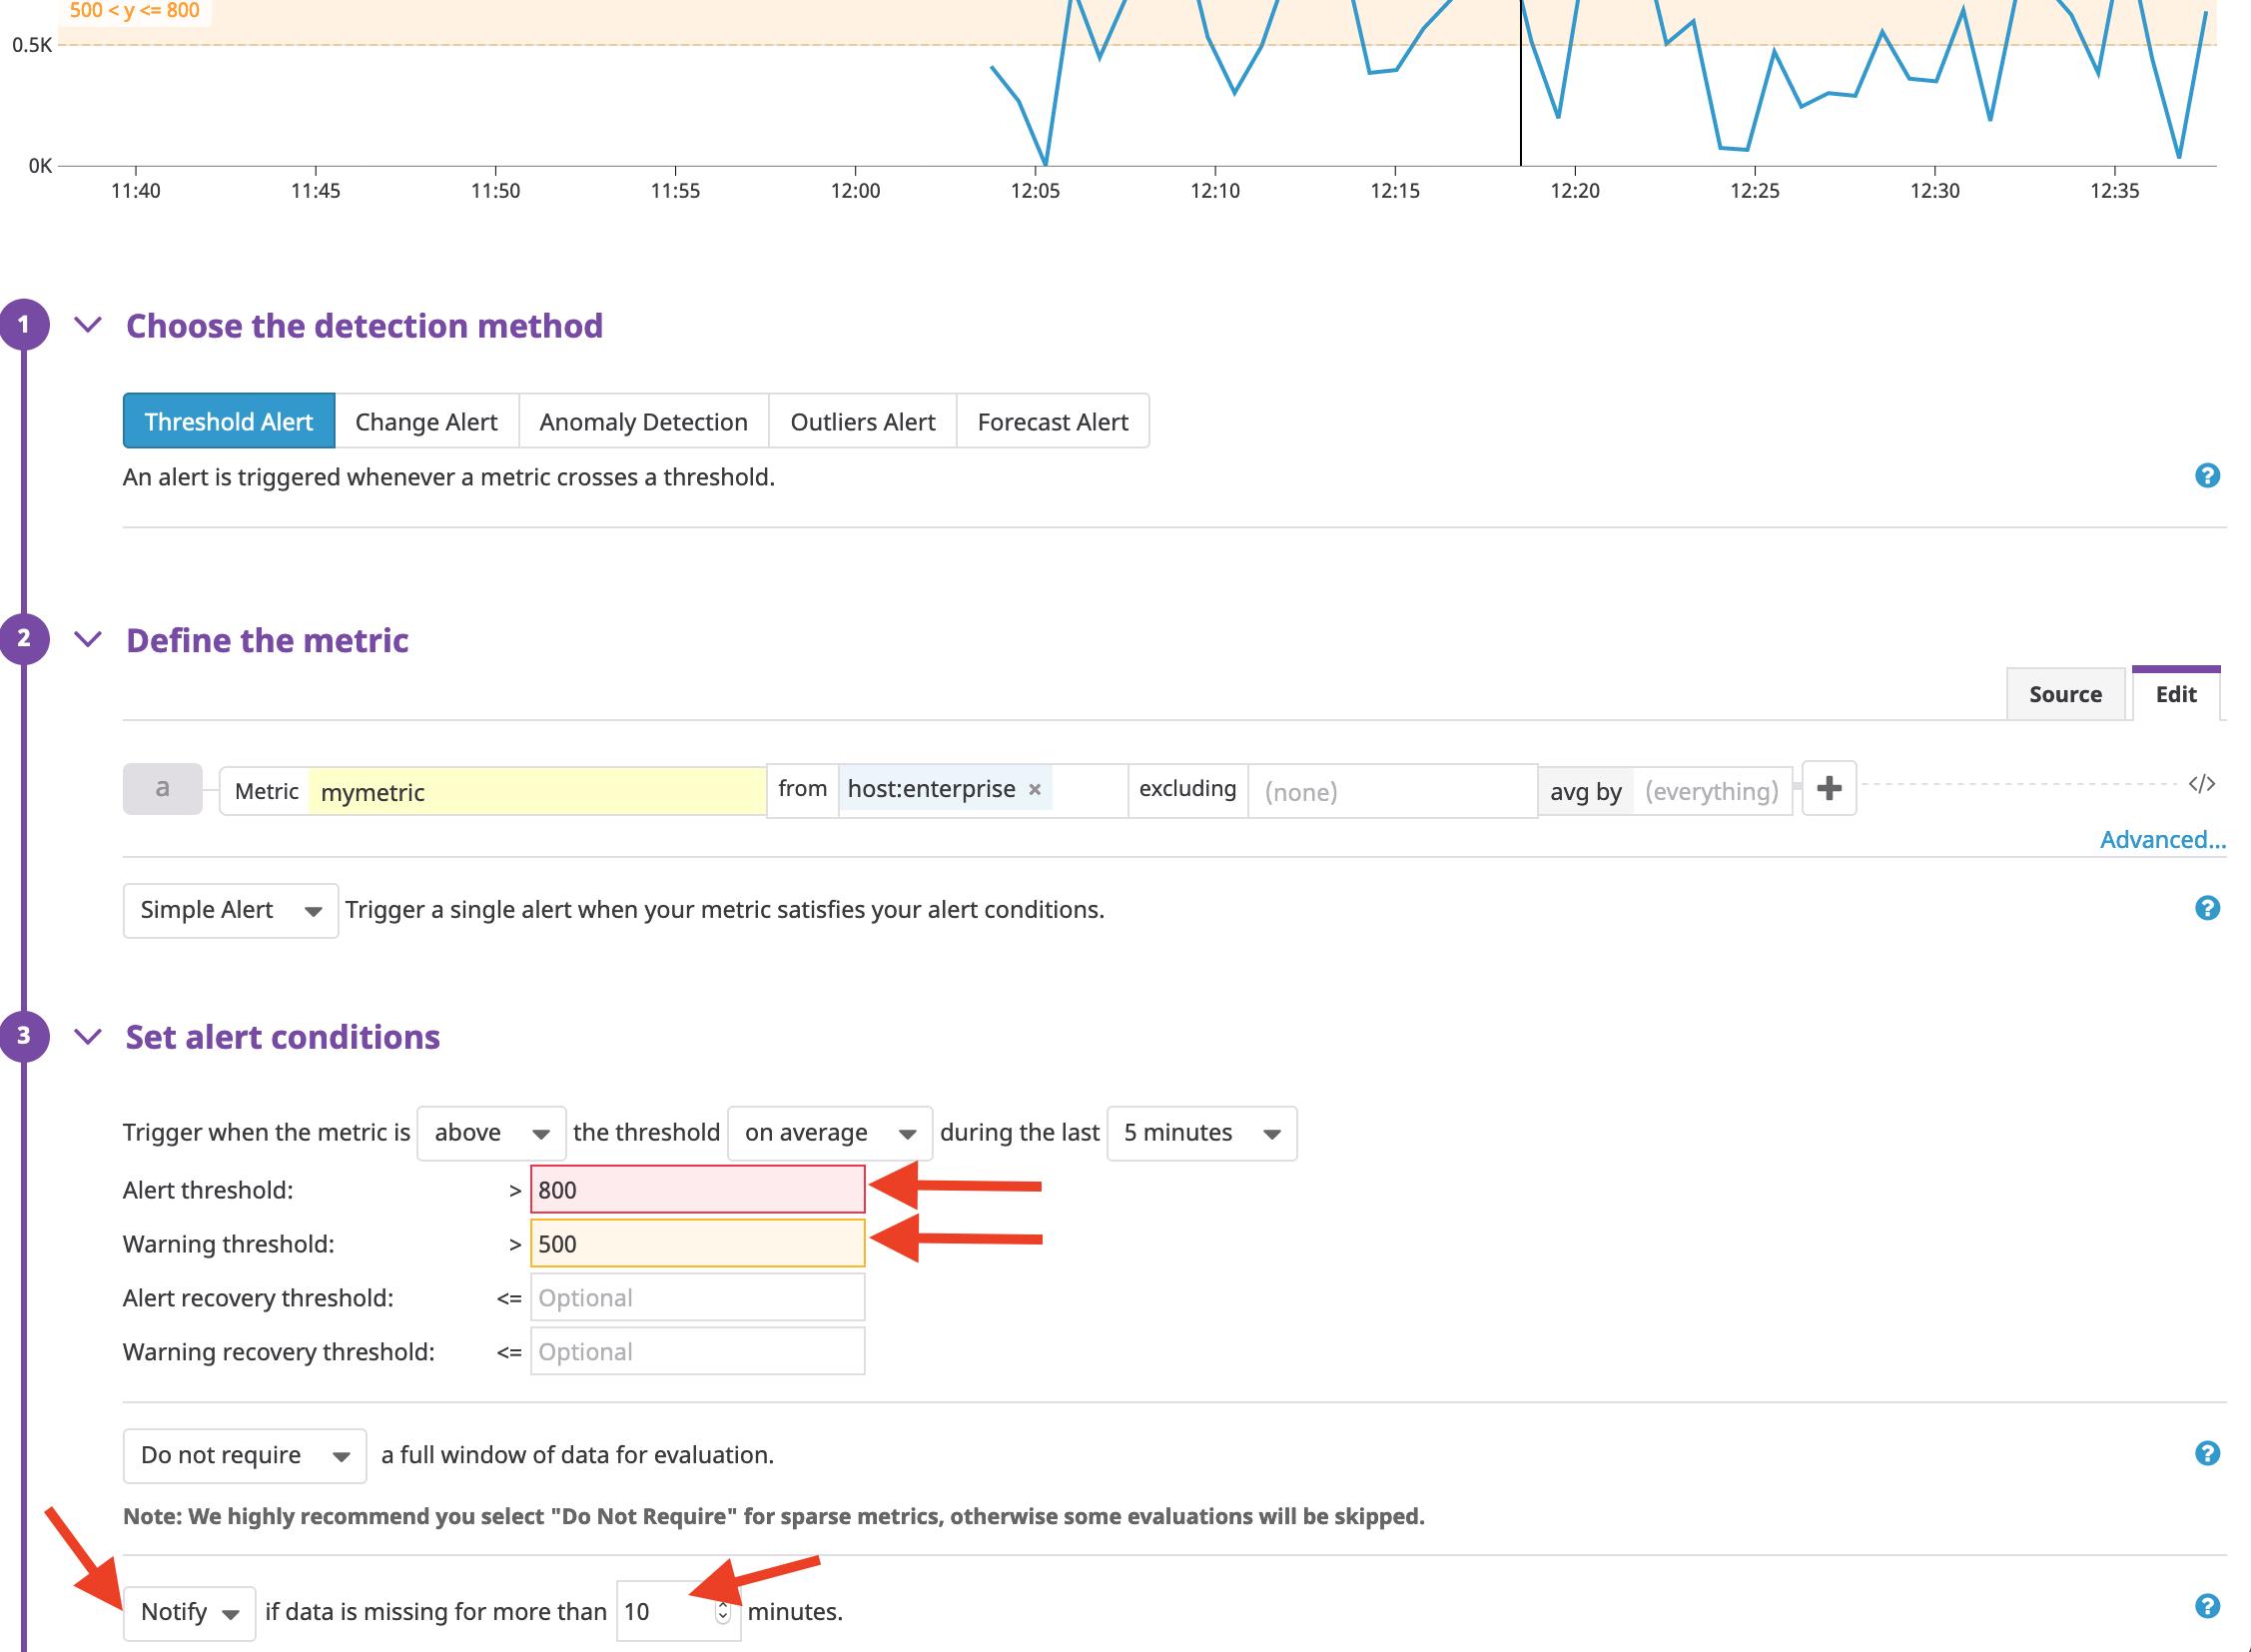 500 < y <= 800
0.5K
0K
11:40 11:45 11:50 11:55 12:00 12:05 12:10 12:15 12:20 12:25 12:30 12:35
1 Choose the detection method
Threshold Alert Change Alert Anomaly Detection Outliers Alert Forecast Alert
An alert is triggered whenever a metric crosses a threshold. ?
2 Define the metric
Source Edit
a Metric mymetric from host:enterprise × excluding (none) avg by (everything) + </>
Advanced...
Simple Alert Trigger a single alert when your metric satisfies your alert conditions. ?
3 Set alert conditions
Trigger when the metric is above the threshold on average during the last 5 minutes
Alert threshold: > 800
Warning threshold: > 500
Alert recovery threshold: <= Optional
Warning recovery threshold: <= Optional
Do not require a full window of data for evaluation. ?
Note: We highly recommend you select "Do Not Require" for sparse metrics, otherwise some evaluations will be skipped.
Notify if data is missing for more than 10 minutes. ?